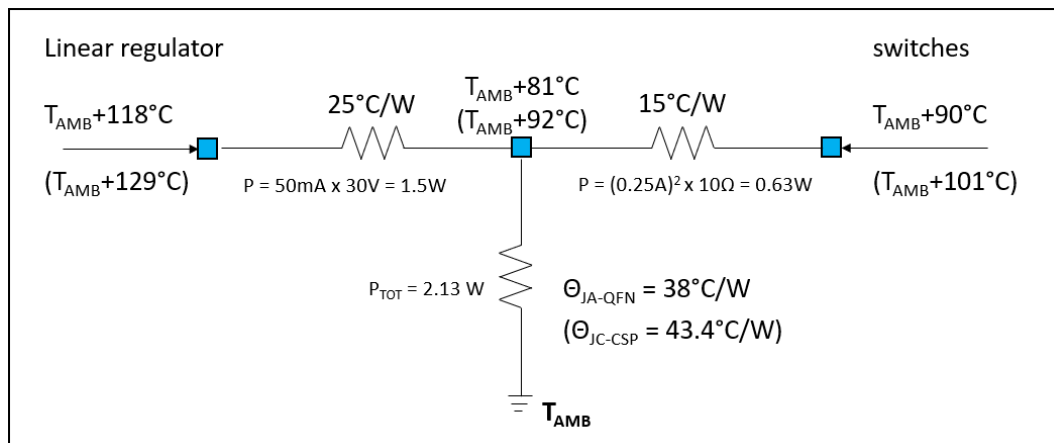 Linear regulator
switches
T_AMB+118°C
25°C/W
T_AMB+81°C
(T_AMB+92°C)
15°C/W
T_AMB+90°C
(T_AMB+129°C)
P = 50mA x 30V = 1.5W
P = (0.25A)² x 10Ω = 0.63W
(T_AMB+101°C)
P_TOT = 2.13 W
Θ_JA-QFN = 38°C/W
(Θ_JC-CSP = 43.4°C/W)
T_AMB